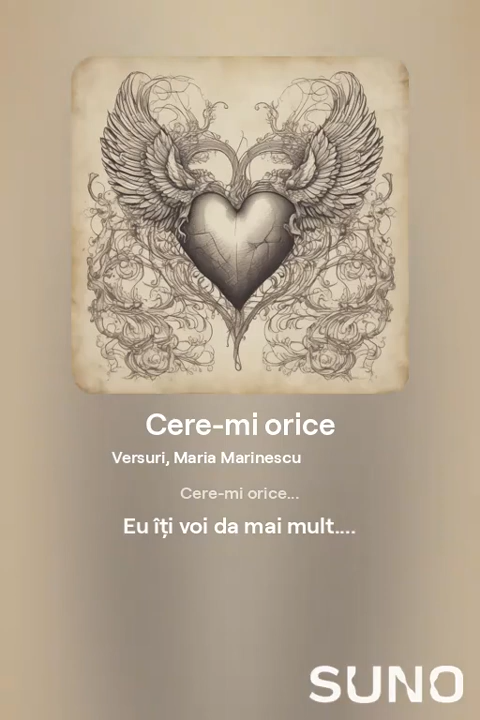 Cere-mi orice
Versuri, Maria Marinescu
Cere-mi orice...
Eu îți voi da mai mult....
SUNO